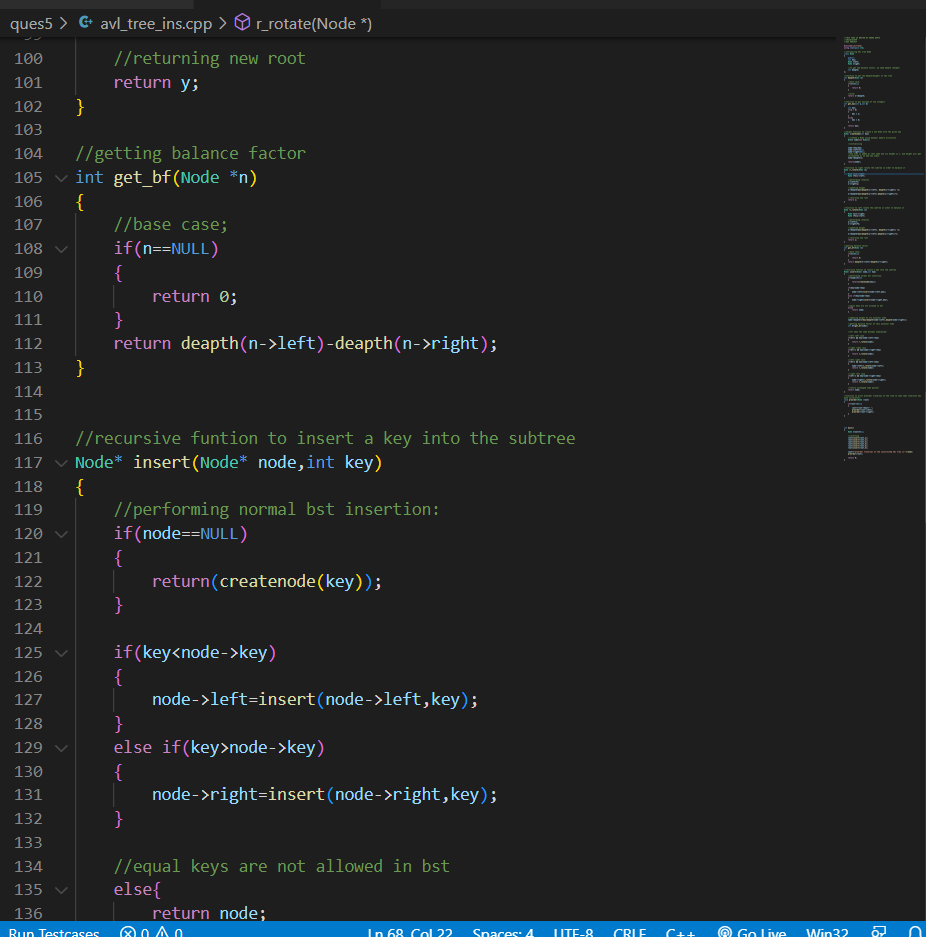 ques5 > avl_tree_ins.cpp > r_rotate(Node *)
100 //returning new root
101 return y;
102 }
103
104 //getting balance factor
105 int get_bf(Node *n)
106 {
107 //base case;
108 if(n==NULL)
109 {
110 return 0;
111 }
112 return deapth(n->left)-deapth(n->right);
113 }
114
115
116 //recursive funtion to insert a key into the subtree
117 Node* insert(Node* node,int key)
118 {
119 //performing normal bst insertion:
120 if(node==NULL)
121 {
122 return(createnode(key));
123 }
124
125 if(key<node->key)
126 {
127 node->left=insert(node->left,key);
128 }
129 else if(key>node->key)
130 {
131 node->right=insert(node->right,key);
132 }
133
134 //equal keys are not allowed in bst
135 else{
136 return node;
Run Testcases 0 0 Ln 68, Col 22 Spaces: 4 UTF-8 CRLF C++ Go Live Win32